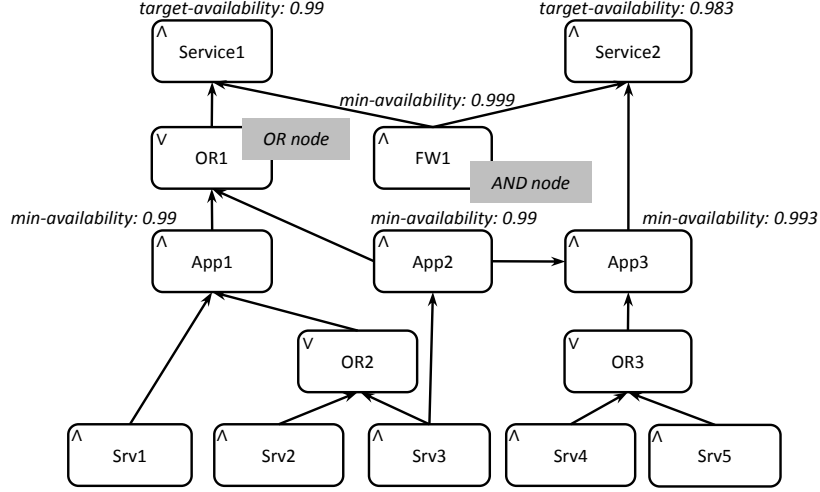 target-availability: 0.99
target-availability: 0.983
∧
Service1
∧
Service2
min-availability: 0.999
∨
OR1
OR node
∧
FW1
AND node
min-availability: 0.99
min-availability: 0.99
min-availability: 0.993
∧
App1
∧
App2
∧
App3
∨
OR2
∨
OR3
∧
Srv1
∧
Srv2
∧
Srv3
∧
Srv4
∧
Srv5